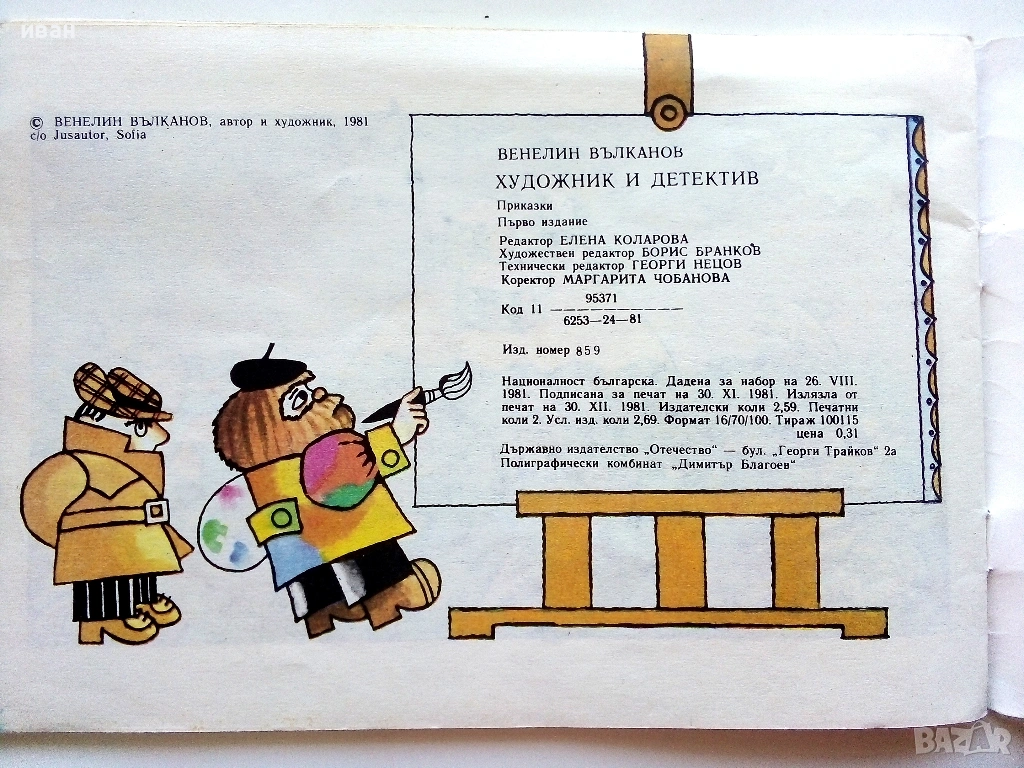 иван
© ВЕНЕЛИН ВЪЛКАНОВ, автор и художник, 1981
c/o Jusautor, Sofia
ВЕНЕЛИН ВЪЛКАНОВ
ХУДОЖНИК И ДЕТЕКТИВ
Приказки
Първо издание
Редактор ЕЛЕНА КОЛАРОВА
Художествен редактор БОРИС БРАНКОВ
Технически редактор ГЕОРГИ НЕЦОВ
Коректор МАРГАРИТА ЧОБАНОВА
95371
Код 11 ———————————
6253—24—81
Изд. номер 859
Националност българска. Дадена за набор на 26. VIII.
1981. Подписана за печат на 30. XI. 1981. Излязла от
печат на 30. XII. 1981. Издателски коли 2,59. Печатни
коли 2. Усл. изд. коли 2,69. Формат 16/70/100. Тираж 100115
цена 0,31
Държавно издателство „Отечество“ — бул. „Георги Трайков“ 2а
Полиграфически комбинат „Димитър Благоев“
BAZAR